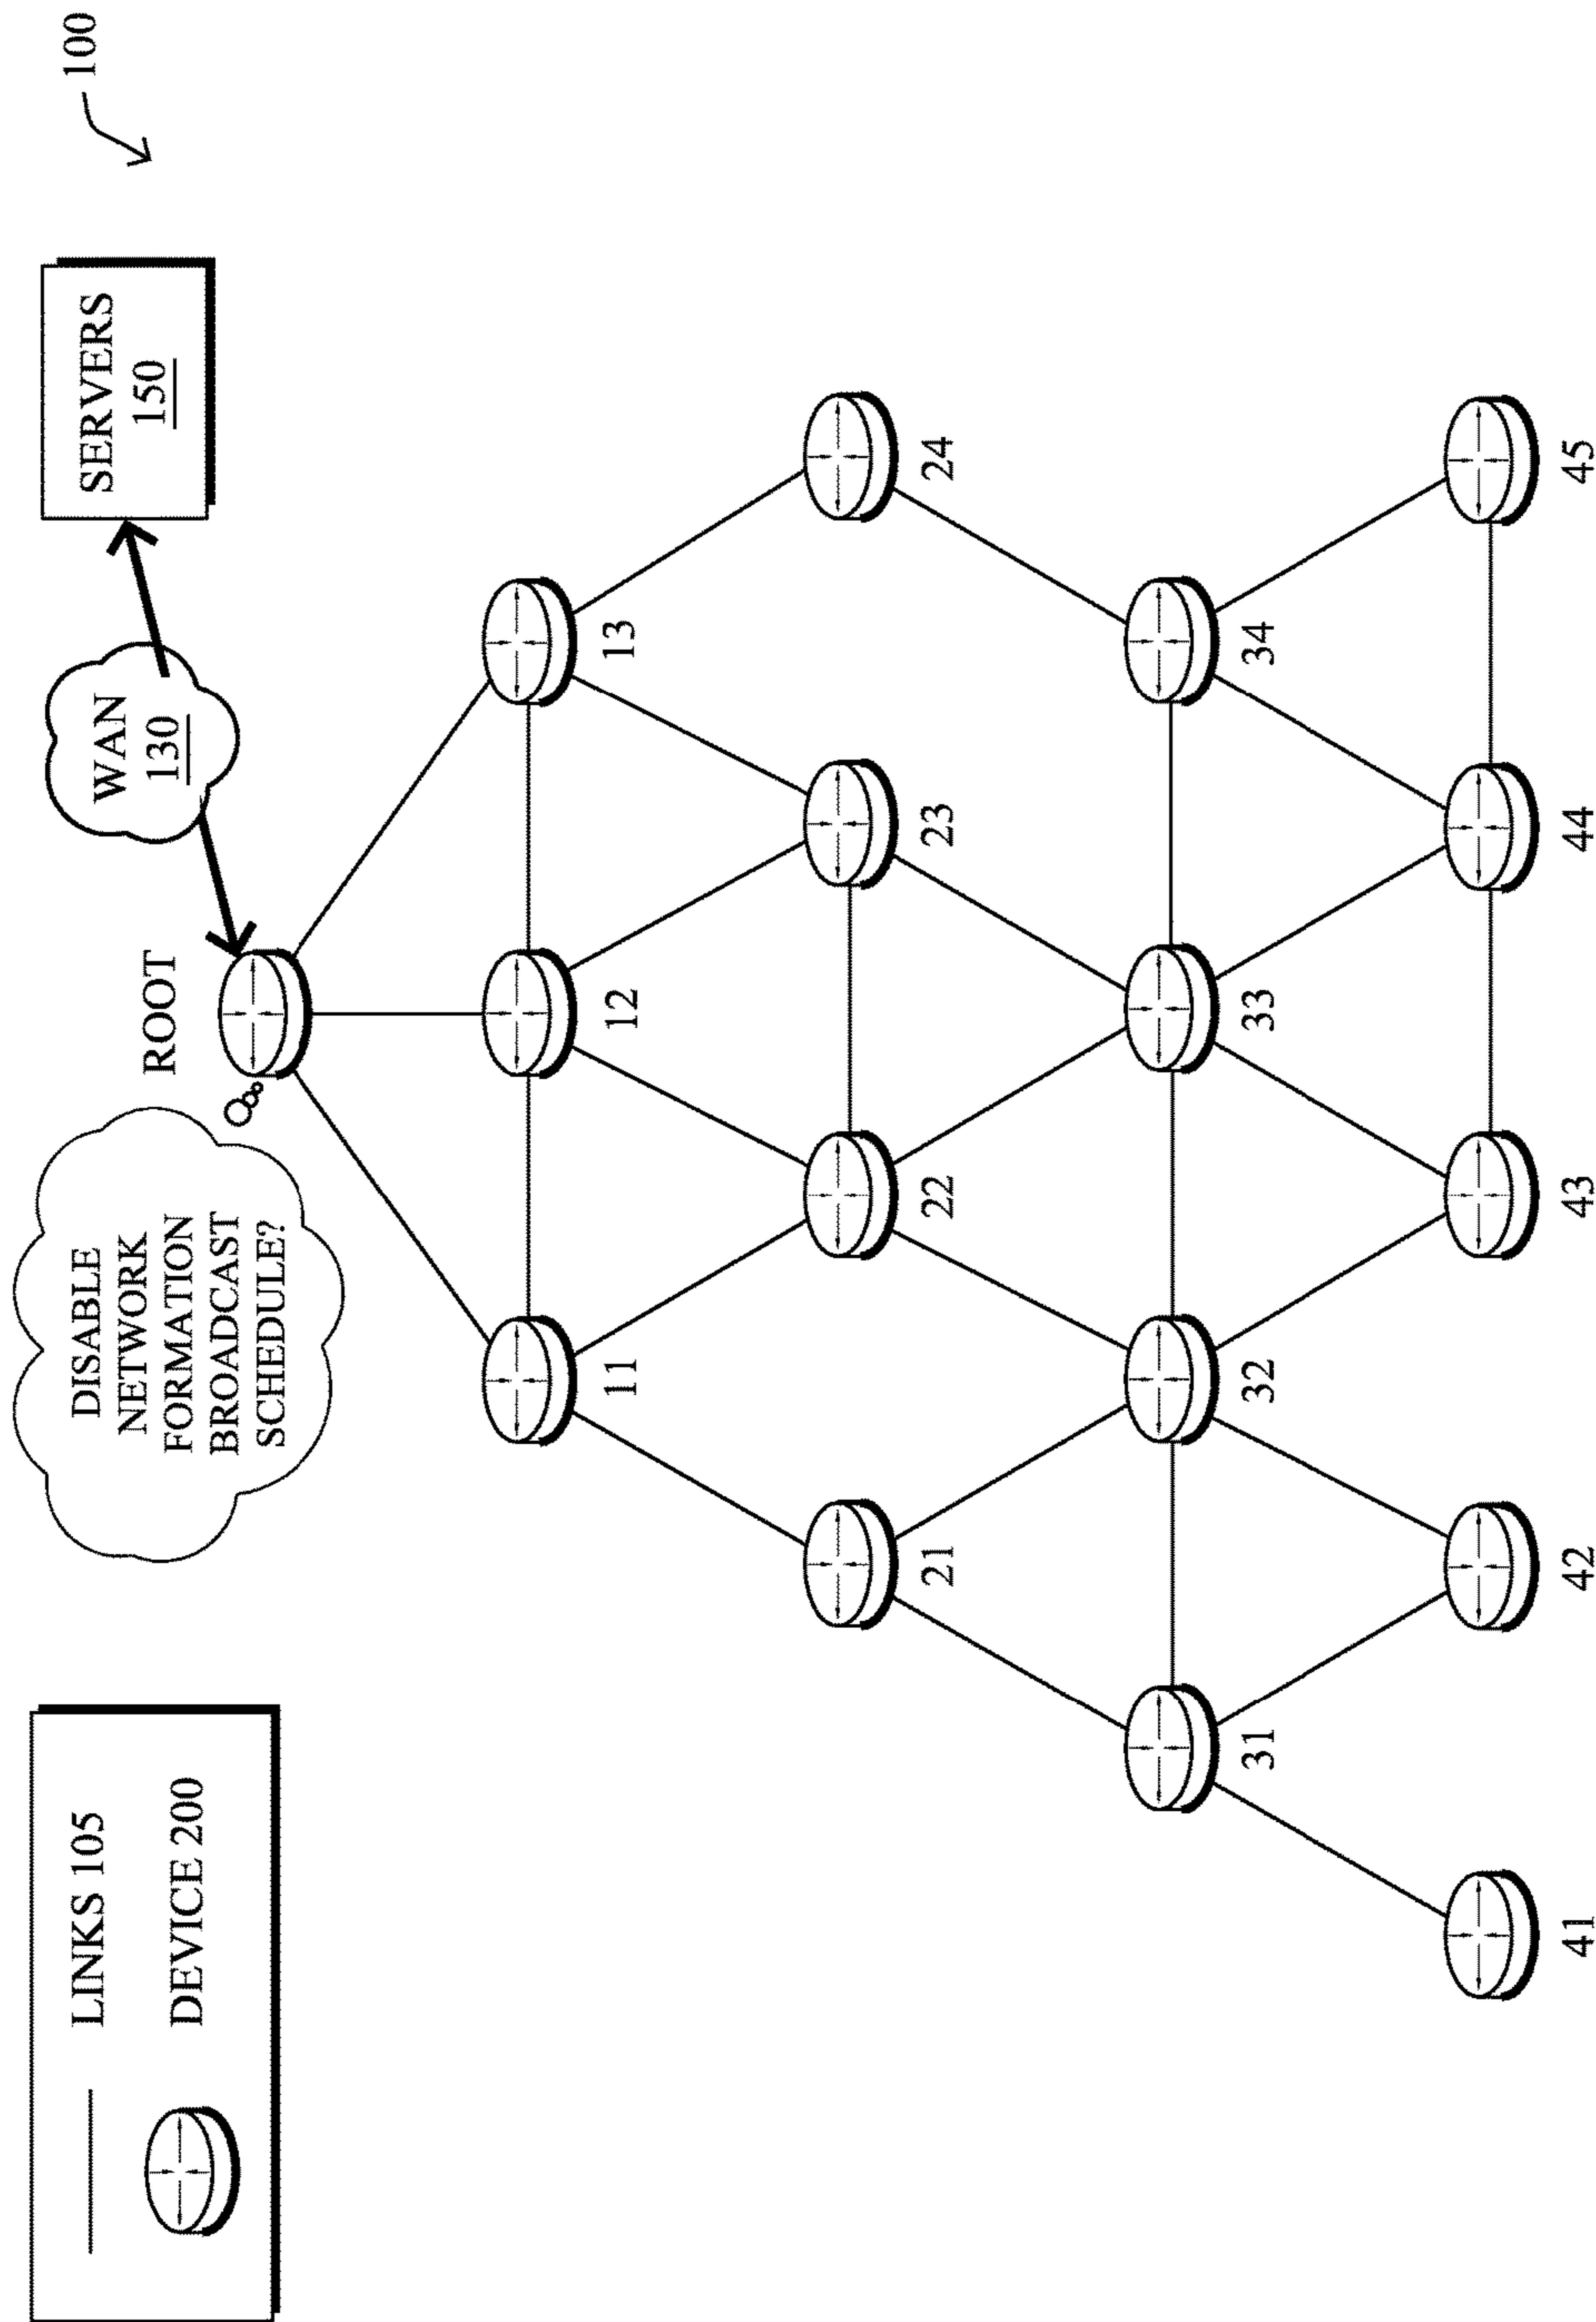 LINKS 105
DEVICE 200
DISABLE
NETWORK
FORMATION
BROADCAST
SCHEDULE?
ROOT
WAN
130
SERVERS
150
100
11
12
13
21
22
23
24
31
32
33
34
41
42
43
44
45